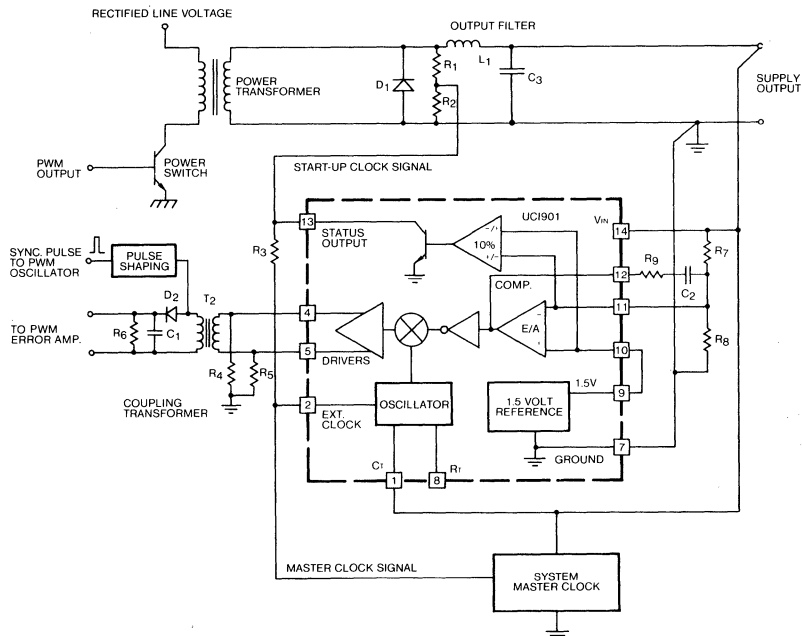 RECTIFIED LINE VOLTAGE
OUTPUT FILTER
POWER
TRANSFORMER
D1
R1
R2
L1
C3
SUPPLY
OUTPUT
PWM
OUTPUT
POWER
SWITCH
START-UP CLOCK SIGNAL
UC1901
VIN
13
STATUS
OUTPUT
10%
-/+
+/-
14
R3
R7
SYNC. PULSE
TO PWM
OSCILLATOR
PULSE
SHAPING
R9
C2
12
COMP.
11
D2
T2
4
E/A
-
+
R8
TO PWM
ERROR AMP.
R6
C1
5
DRIVERS
10
R4
R5
1.5V
9
COUPLING
TRANSFORMER
2
EXT.
CLOCK
OSCILLATOR
1.5 VOLT
REFERENCE
7
GROUND
CT
1
8
RT
MASTER CLOCK SIGNAL
SYSTEM
MASTER CLOCK